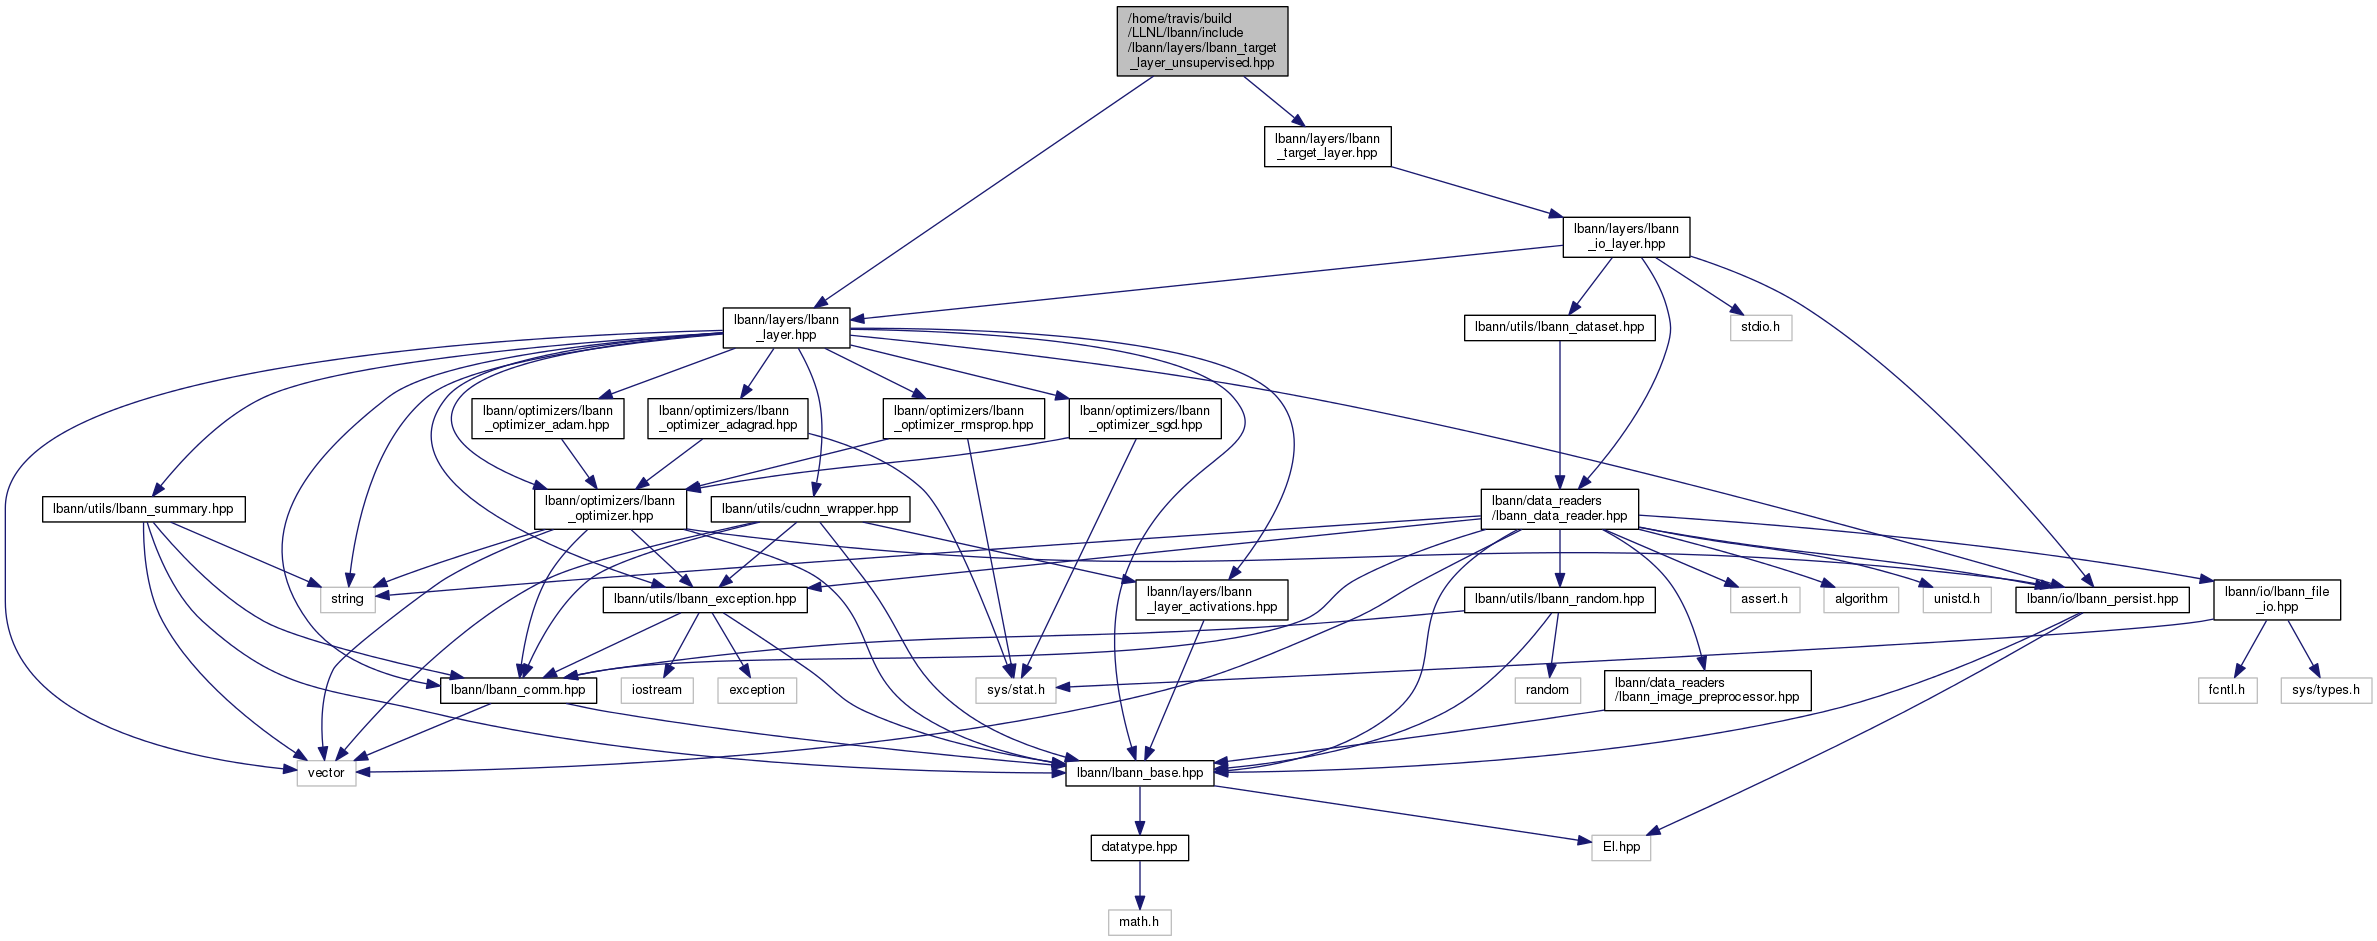 /home/travis/build
/LLNL/lbann/include
/lbann/layers/lbann_target
_layer_unsupervised.hpp
lbann/layers/lbann
_target_layer.hpp
lbann/layers/lbann
_io_layer.hpp
lbann/layers/lbann
_layer.hpp
lbann/utils/lbann_dataset.hpp
stdio.h
lbann/optimizers/lbann
_optimizer_adam.hpp
lbann/optimizers/lbann
_optimizer_adagrad.hpp
lbann/optimizers/lbann
_optimizer_rmsprop.hpp
lbann/optimizers/lbann
_optimizer_sgd.hpp
lbann/utils/lbann_summary.hpp
lbann/optimizers/lbann
_optimizer.hpp
lbann/utils/cudnn_wrapper.hpp
lbann/data_readers
/lbann_data_reader.hpp
string
lbann/utils/lbann_exception.hpp
lbann/layers/lbann
_layer_activations.hpp
lbann/utils/lbann_random.hpp
assert.h
algorithm
unistd.h
lbann/io/lbann_persist.hpp
lbann/io/lbann_file
_io.hpp
lbann/lbann_comm.hpp
iostream
exception
sys/stat.h
random
lbann/data_readers
/lbann_image_preprocessor.hpp
fcntl.h
sys/types.h
vector
lbann/lbann_base.hpp
datatype.hpp
El.hpp
math.h